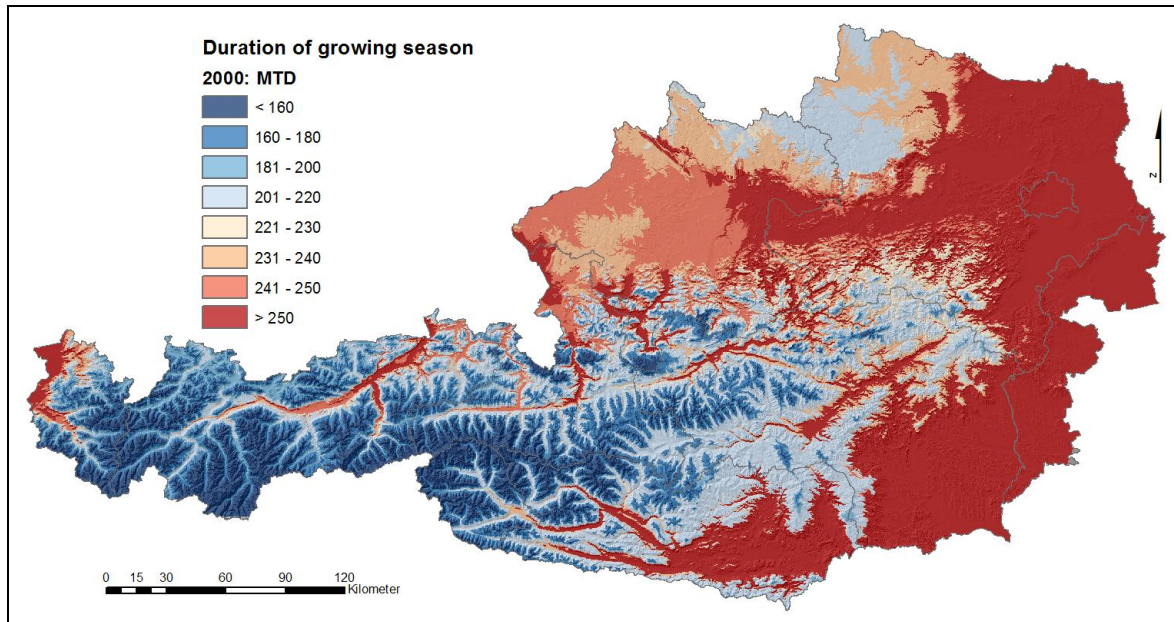 Duration of growing season
2000: MTD
< 160
160 - 180
181 - 200
201 - 220
221 - 230
231 - 240
241 - 250
> 250
N
0 15 30 60 90 120
Kilometer